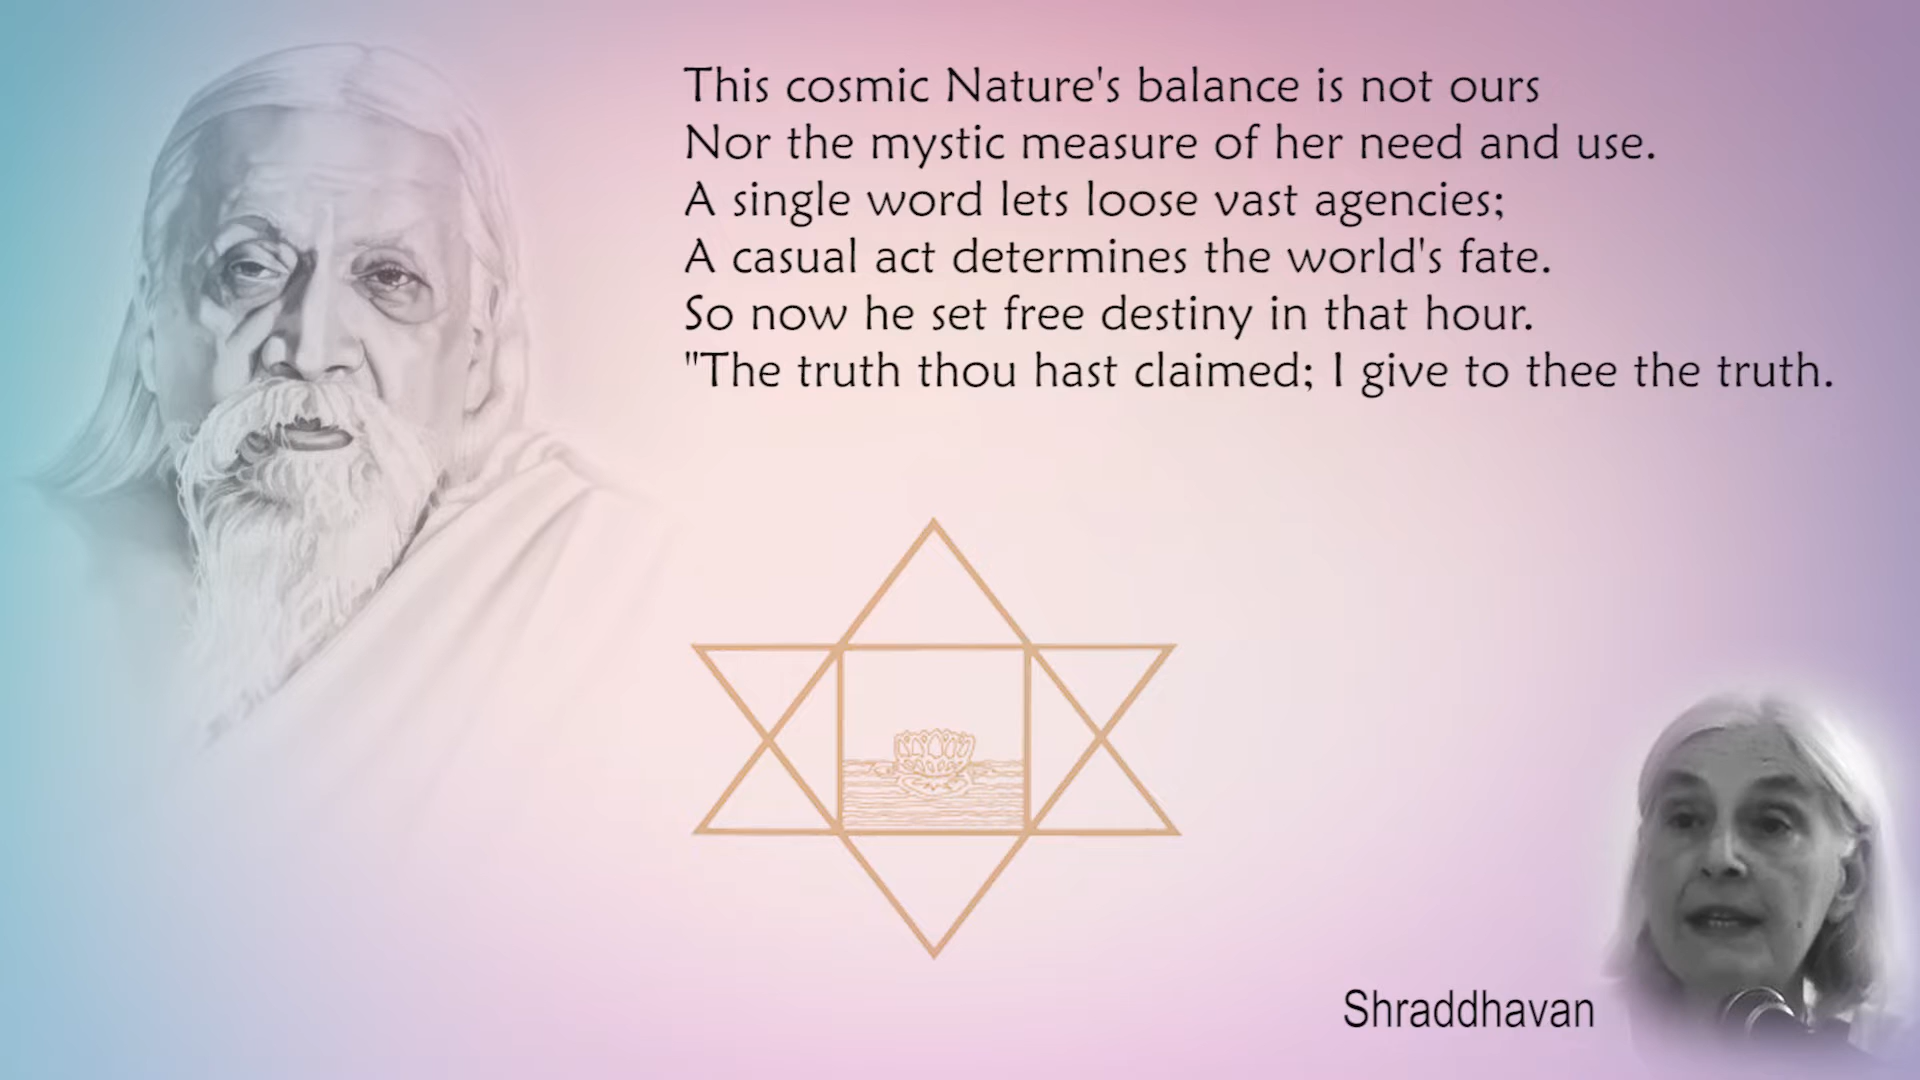 This cosmic Nature's balance is not ours
Nor the mystic measure of her need and use.
A single word lets loose vast agencies;
A casual act determines the world's fate.
So now he set free destiny in that hour.
"The truth thou hast claimed; I give to thee the truth.
Shraddhavan